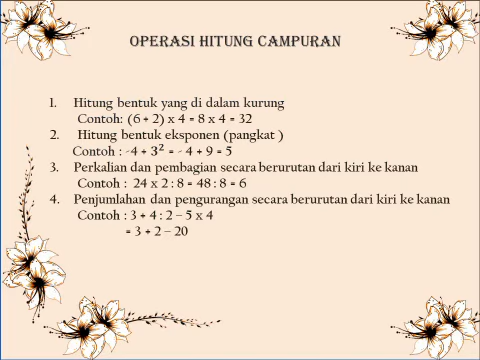 OPERASI HITUNG CAMPURAN
1. Hitung bentuk yang di dalam kurung
Contoh: (6 + 2) x 4 = 8 x 4 = 32
2. Hitung bentuk eksponen (pangkat )
Contoh : -4 + 3² = - 4 + 9 = 5
3. Perkalian dan pembagian secara berurutan dari kiri ke kanan
Contoh : 24 x 2 : 8 = 48 : 8 = 6
4. Penjumlahan dan pengurangan secara berurutan dari kiri ke kanan
Contoh : 3 + 4 : 2 – 5 x 4
= 3 + 2 – 20